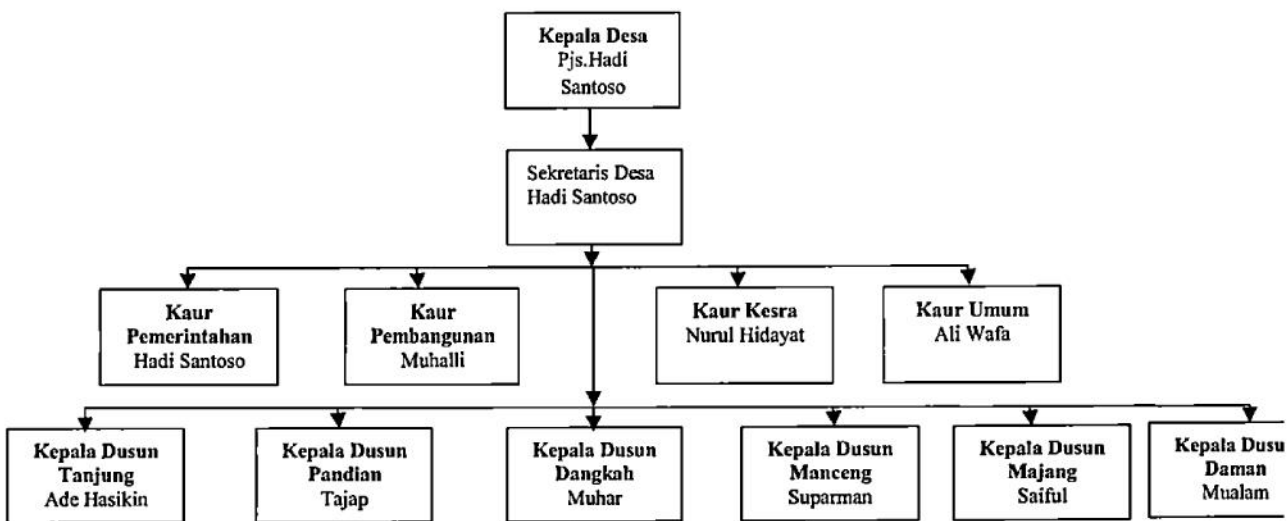 Kepala Desa
Pjs.Hadi
Santoso
Sekretaris Desa
Hadi Santoso
Kaur
Pemerintahan
Hadi Santoso
Kaur
Pembangunan
Muhalli
Kaur Kesra
Nurul Hidayat
Kaur Umum
Ali Wafa
Kepala Dusun
Tanjung
Ade Hasikin
Kepala Dusun
Pandian
Tajap
Kepala Dusun
Dangkah
Muhar
Kepala Dusun
Manceng
Suparman
Kepala Dusun
Majang
Saiful
Kepala Dusu
Daman
Mualam